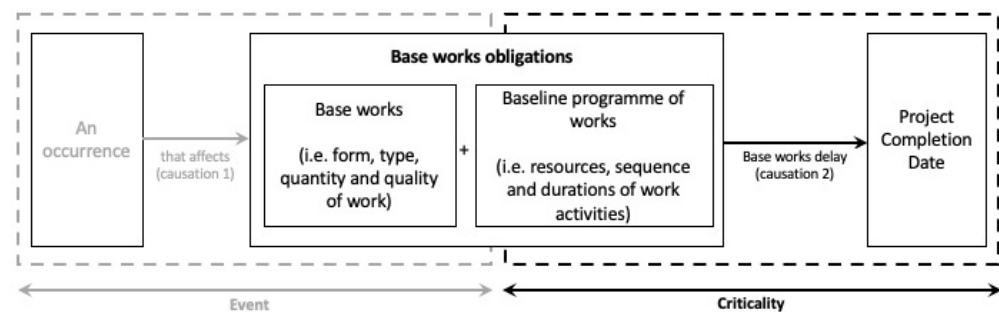 Base works obligations
An
occurrence
that affects
(causation 1)
Base works
(i.e. form, type,
quantity and quality
of work)
+
Baseline programme of
works
(i.e. resources, sequence
and durations of work
activities)
Base works delay
(causation 2)
Project
Completion
Date
Event
Criticality